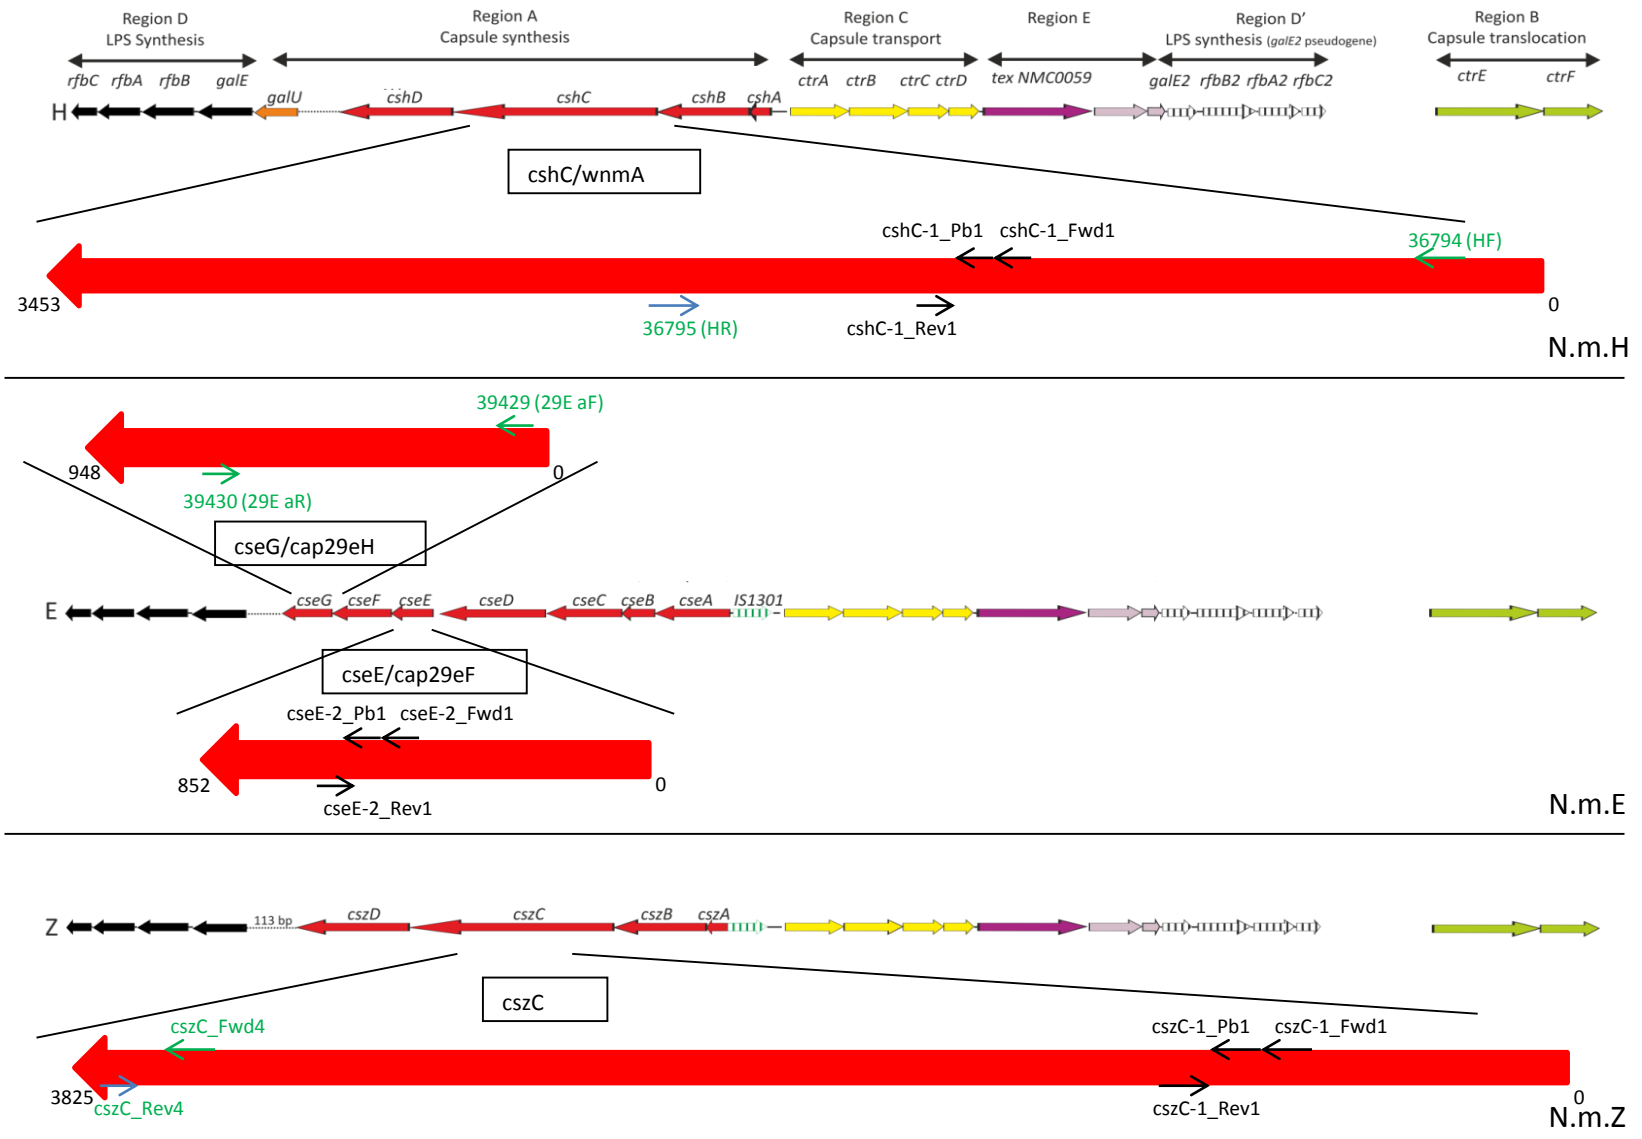 Region D
LPS Synthesis
Region A
Capsule synthesis
Region C
Capsule transport
Region E
Region D’
LPS synthesis (galE2 pseudogene)
Region B
Capsule translocation
rfbC rfbA rfbB galE
galU
cshD cshC cshB cshA
ctrA ctrB ctrC ctrD
tex NMC0059
galE2 rfbB2 rfbA2 rfbC2
ctrE ctrF
H
cshC/wnmA
cshC-1_Pb1 cshC-1_Fwd1
36794 (HF)
3453
36795 (HR)
cshC-1_Rev1
0
N.m.H
39429 (29E aF)
948
0
39430 (29E aR)
cseG/cap29eH
E
cseG cseF cseE cseD cseC cseB cseA IS1301
cseE/cap29eF
cseE-2_Pb1 cseE-2_Fwd1
852
0
cseE-2_Rev1
N.m.E
Z
113 bp
cszD cszC cszB cszA
cszC
cszC_Fwd4
cszC-1_Pb1 cszC-1_Fwd1
3825
0
cszC_Rev4
cszC-1_Rev1
N.m.Z